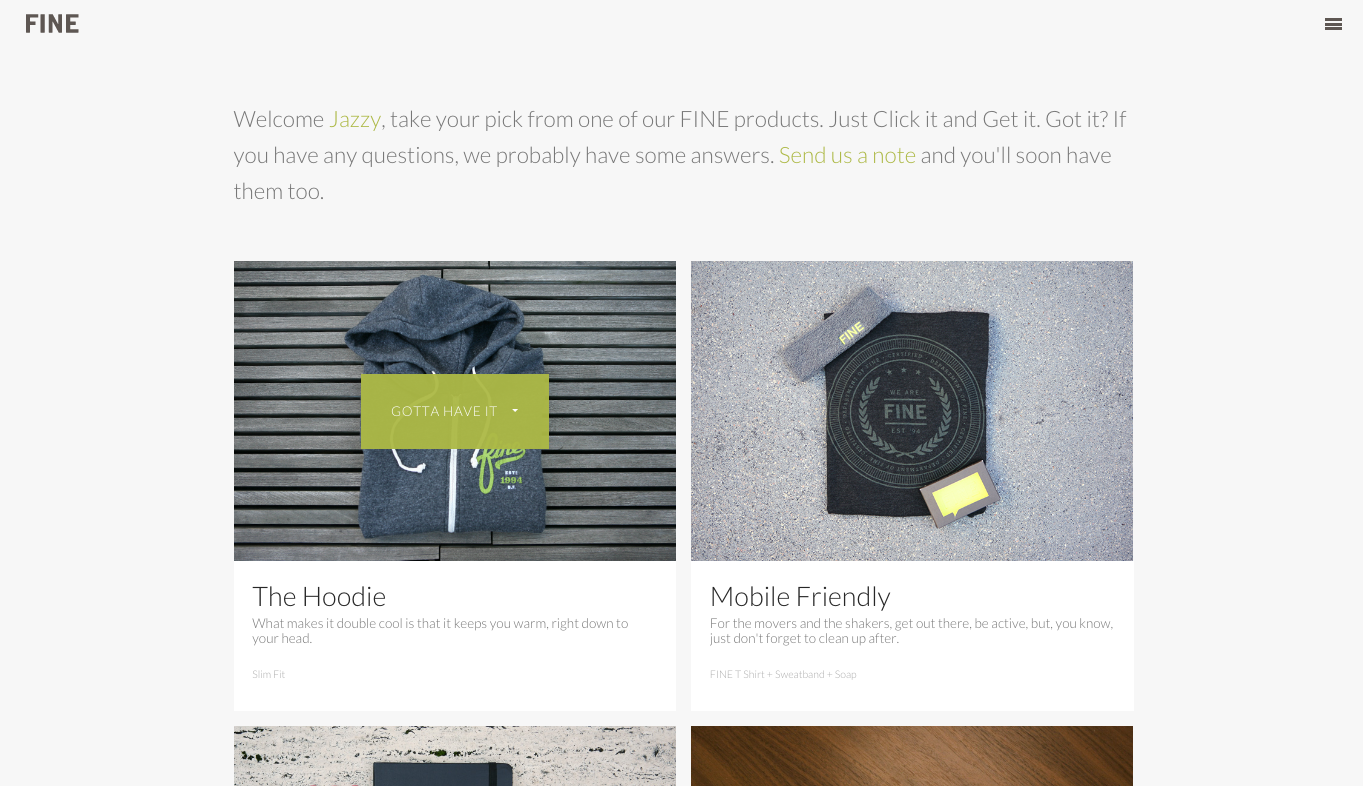 FINE
Welcome Jazzy, take your pick from one of our FINE products. Just Click it and Get it. Got it? If
you have any questions, we probably have some answers. Send us a note and you'll soon have
them too.
GOTTA HAVE IT
fine
ESTD
1994
D.F.
FINE
CERTIFIED
WE ARE
FINE
EST '94
DEPARTMENT OF FINE
The Hoodie
What makes it double cool is that it keeps you warm, right down to
your head.
Slim Fit
Mobile Friendly
For the movers and the shakers, get out there, be active, but, you know,
just don't forget to clean up after.
FINE T Shirt + Sweatband + Soap